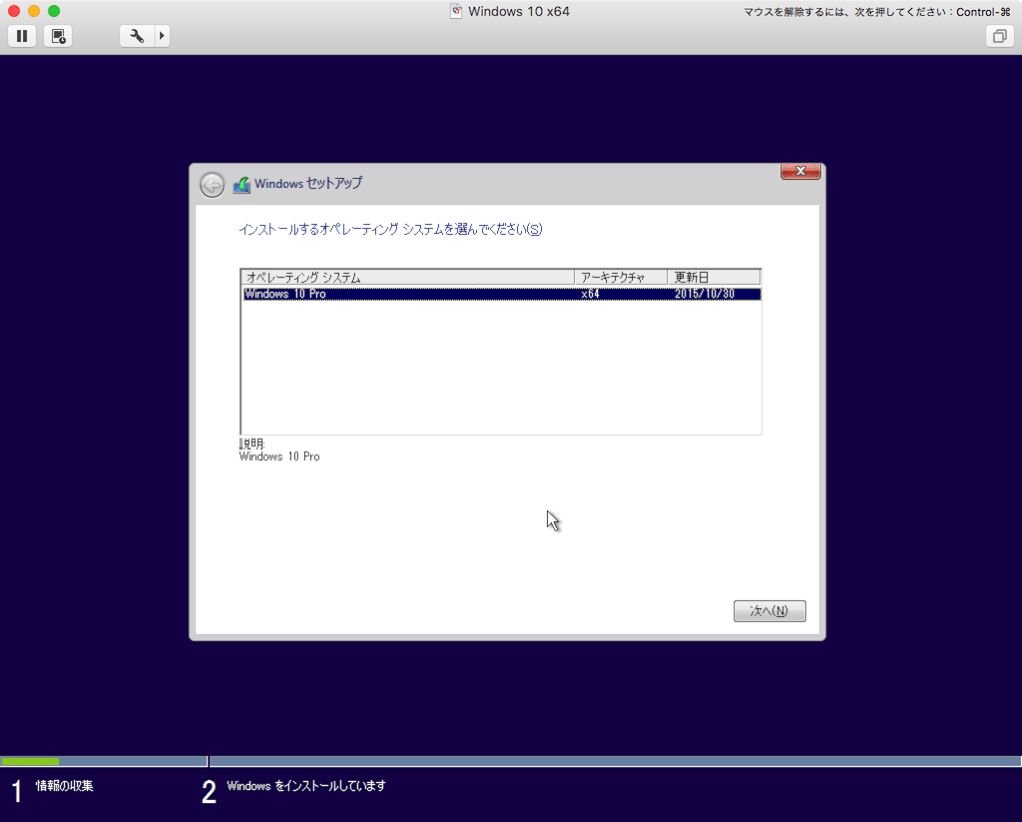 Windows 10 x64
マウスを解除するには、次を押してください：Control-⌘
Windows セットアップ
インストールするオペレーティング システムを選んでください(S)
オペレーティング システム アーキテクチャ 更新日
Windows 10 Pro x64 2015/10/30
説明:
Windows 10 Pro
次へ(N)
1 情報の収集 2 Windows をインストールしています